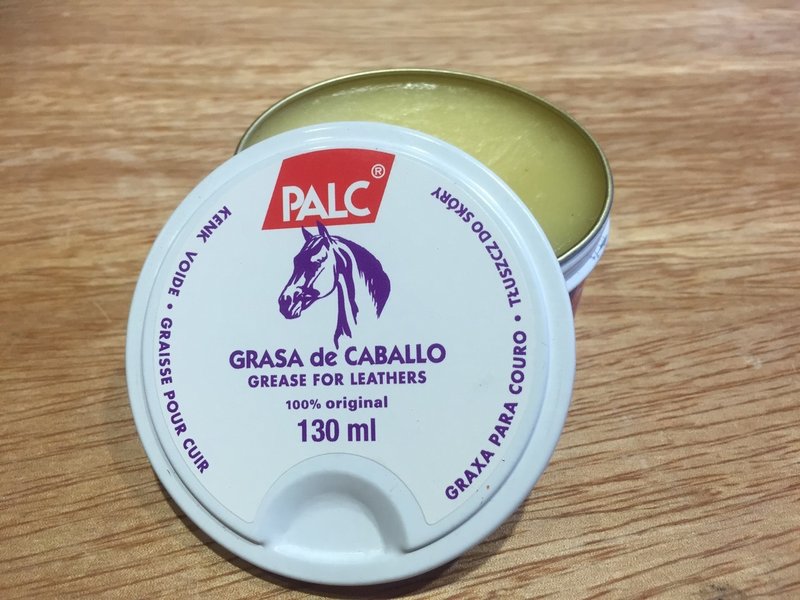 PALC®
GRASA de CABALLO
GREASE FOR LEATHERS
100% original
130 ml
KENK VOIDE • GRAISSE POUR CUIR
GRAXA PARA COURO • TŁUSZCZ DO SKÓRY